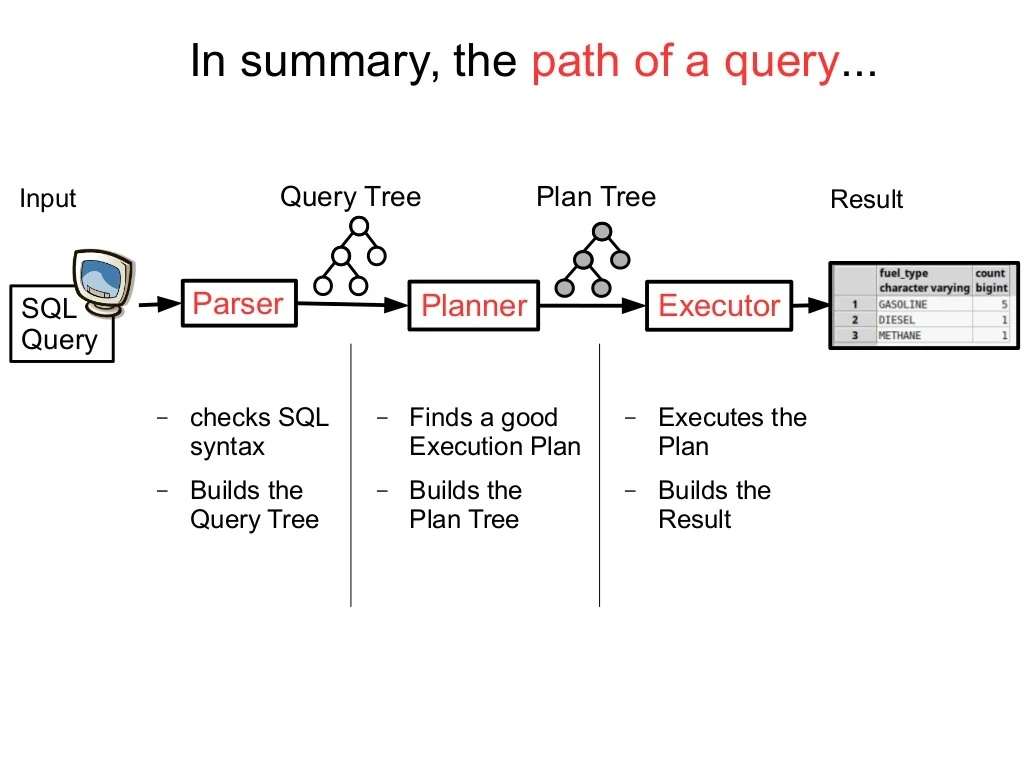 In summary, the path of a query...
Input
Query Tree
Plan Tree
Result
SQL
Query
Parser
Planner
Executor
fuel_type count
character varying bigint
1 GASOLINE 5
2 DIESEL 1
3 METHANE 1
– checks SQL
syntax
– Builds the
Query Tree
– Finds a good
Execution Plan
– Builds the
Plan Tree
– Executes the
Plan
– Builds the
Result